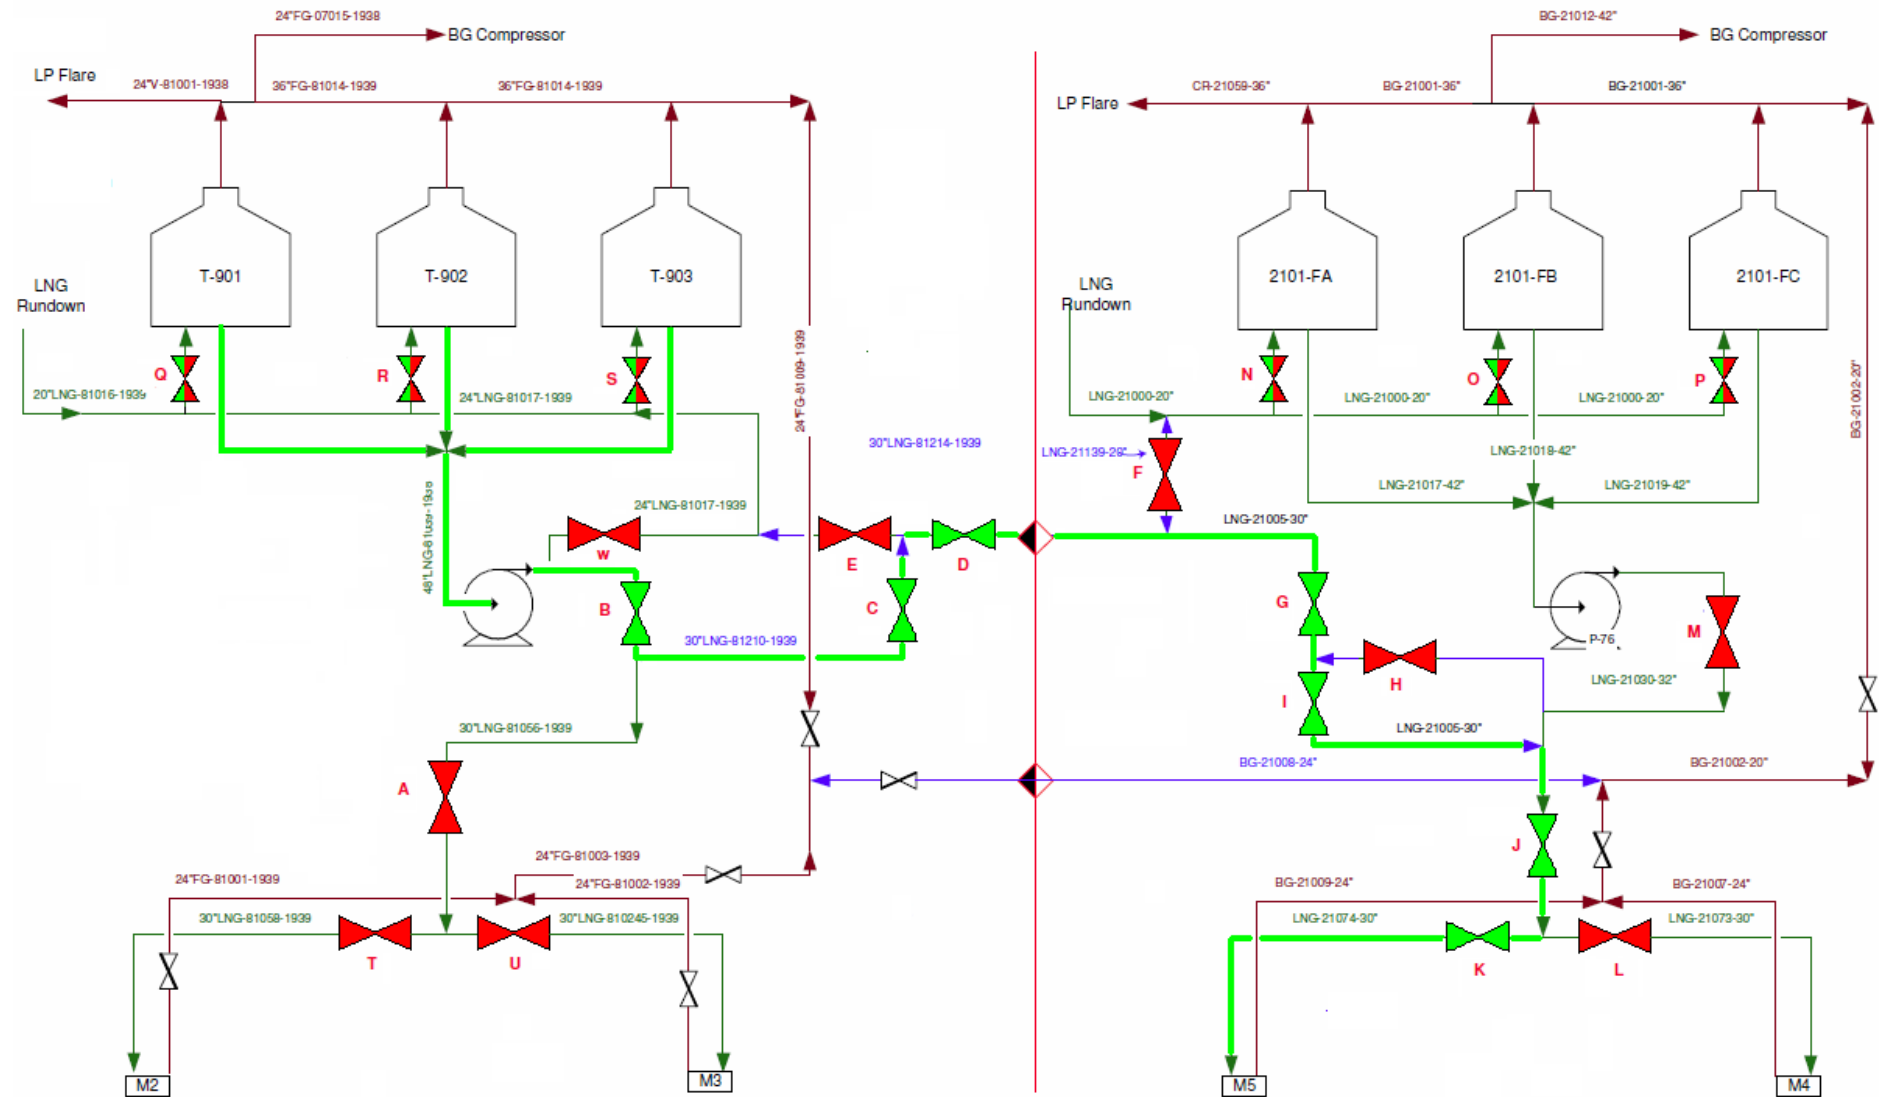 24"FG-07015-1938
BG Compressor
LP Flare
24"V-81001-1938
36"FG-81014-1939
36"FG-81014-1939
T-901
T-902
T-903
LNG
Rundown
Q
R
S
20"LNG-81016-1939
24"LNG-81017-1939
24"FG-81009-1939
30"LNG-81214-1939
24"LNG-81017-1939
w
E
D
B
C
30"LNG-81210-1939
30"LNG-81056-1939
A
24"FG-81003-1939
24"FG-81001-1939
24"FG-81002-1939
30"LNG-81058-1939
30"LNG-810245-1939
T
U
M2
M3
BG-21012-42"
BG Compressor
LP Flare
CR-21059-36"
BG-21001-36"
BG-21001-36"
2101-FA
2101-FB
2101-FC
LNG
Rundown
N
O
P
LNG-21000-20"
LNG-21000-20"
LNG-21000-20"
BG-21002-20"
LNG-21139-28"
F
LNG-21018-42"
LNG-21017-42"
LNG-21019-42"
LNG-21005-30"
G
P-76
M
H
LNG-21030-32"
I
LNG-21005-30"
BG-21008-24"
BG-21002-20"
J
BG-21009-24"
BG-21007-24"
LNG-21074-30"
LNG-21073-30"
K
L
M5
M4